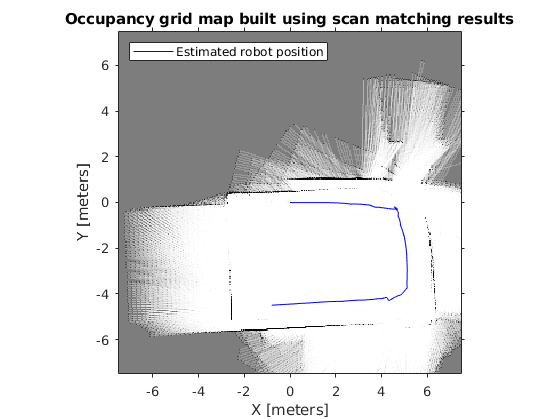 Occupancy grid map built using scan matching results
Estimated robot position
6
4
2
0
-2
-4
-6
Y [meters]
-6 -4 -2 0 2 4 6
X [meters]